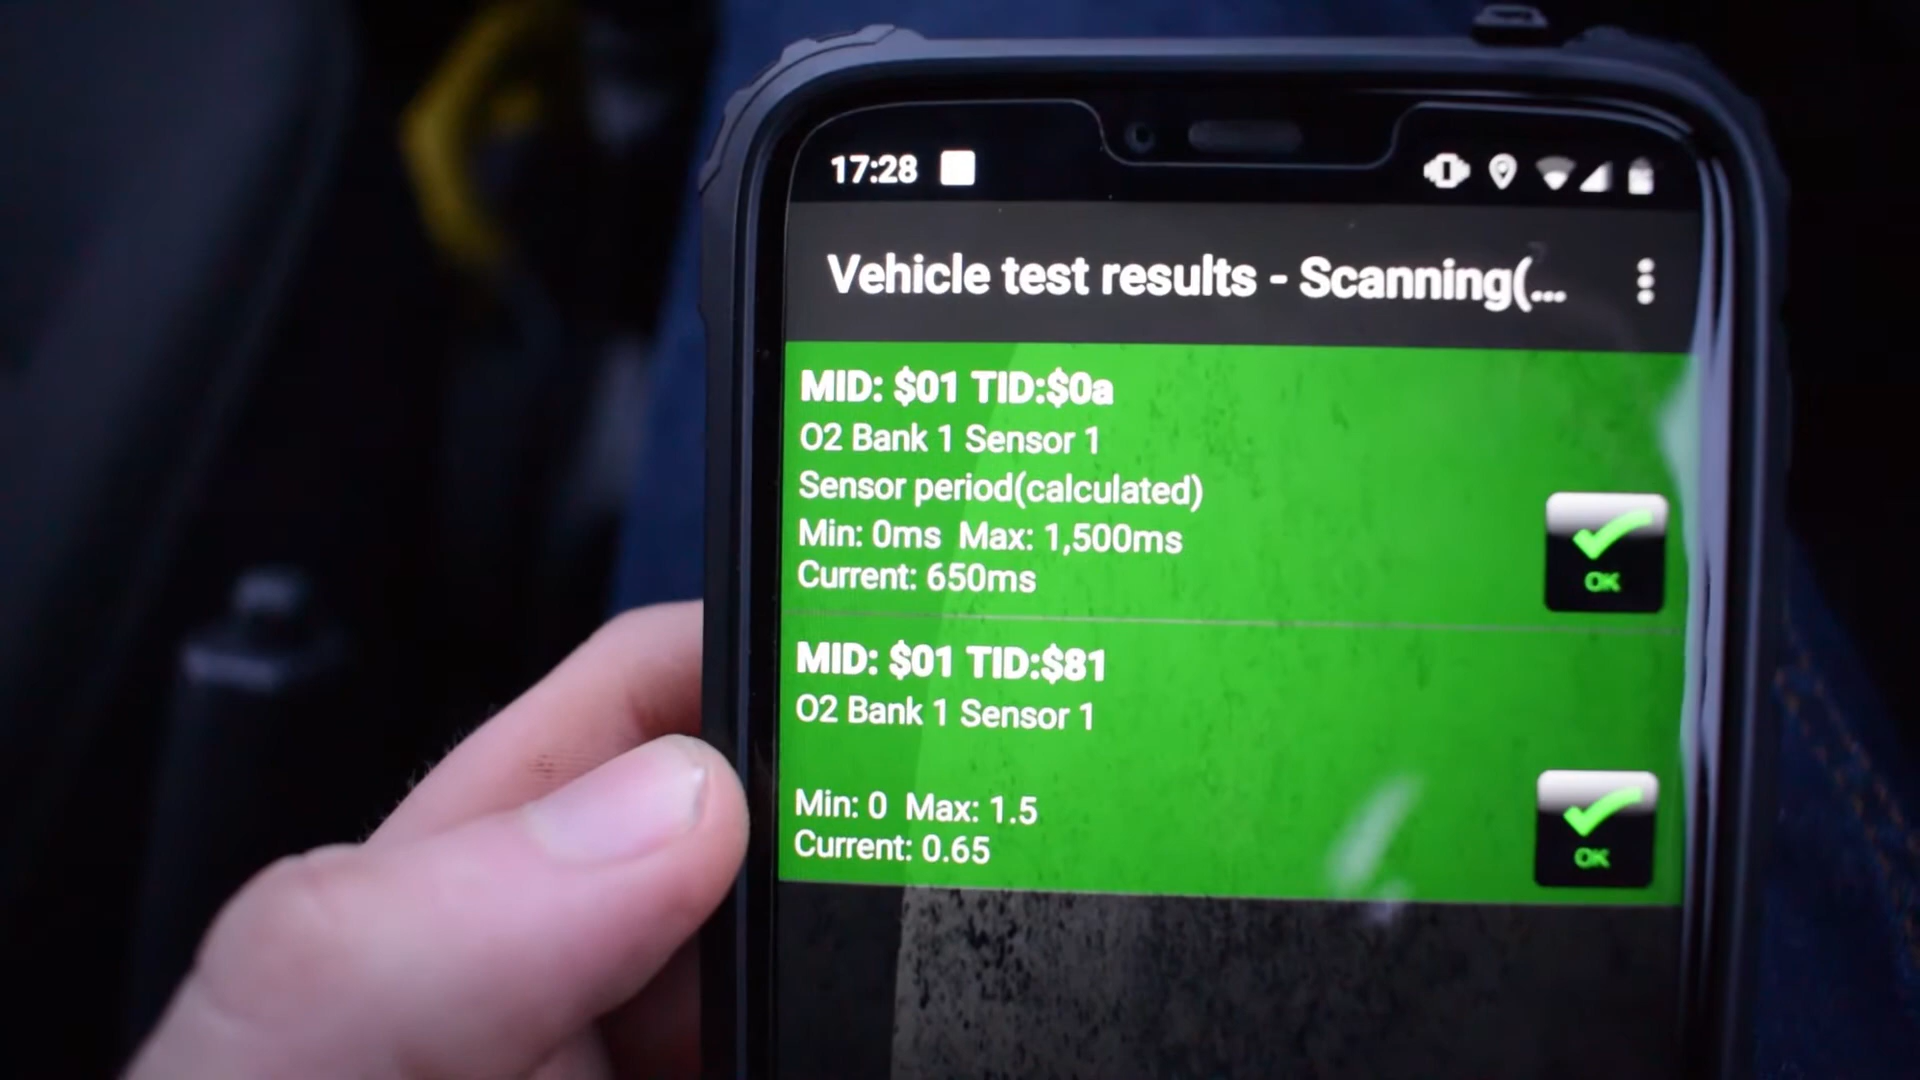 17:28
Vehicle test results - Scanning(...
MID: $01 TID:$0a
O2 Bank 1 Sensor 1
Sensor period(calculated)
Min: 0ms  Max: 1,500ms
Current: 650ms
OK
MID: $01 TID:$81
O2 Bank 1 Sensor 1
Min: 0  Max: 1.5
Current: 0.65
OK